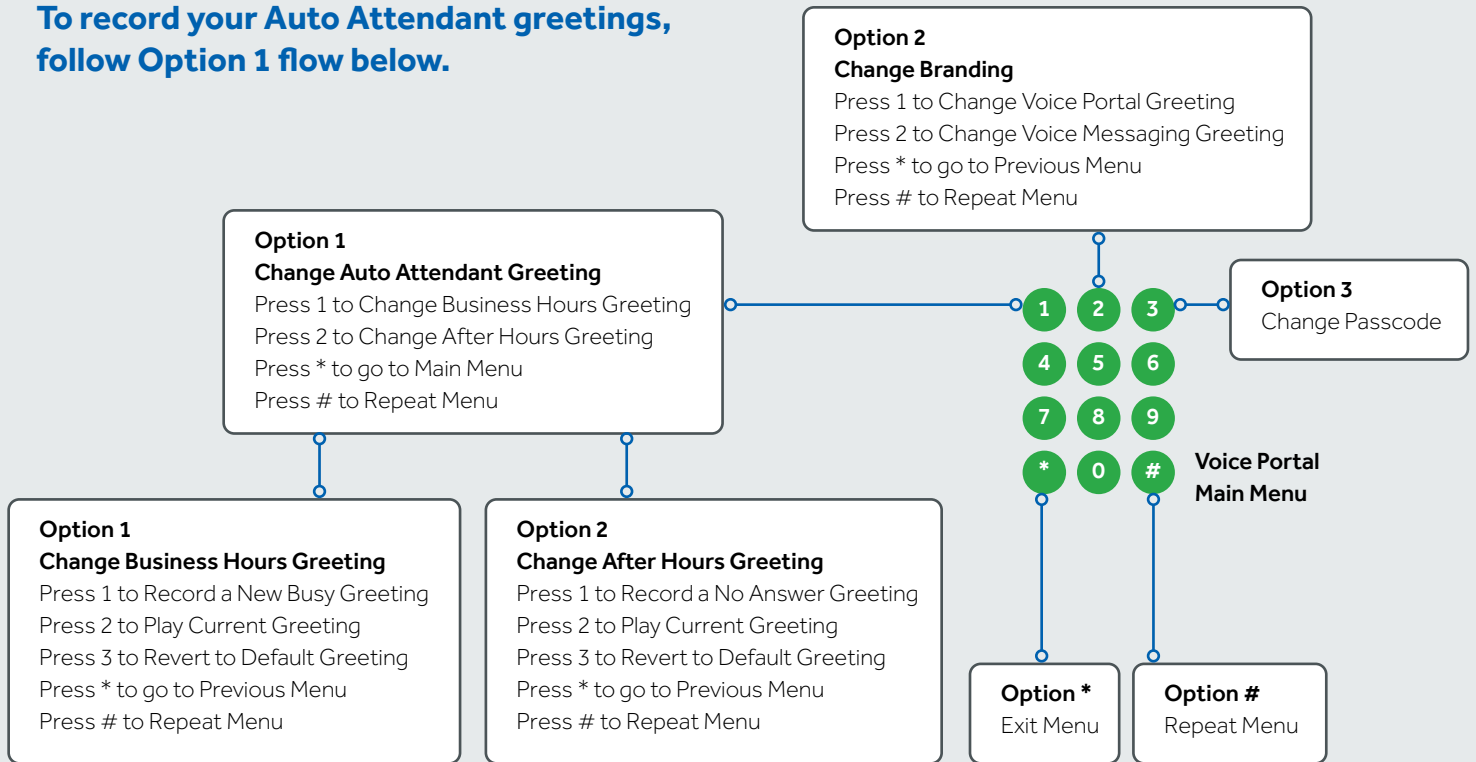 To record your Auto Attendant greetings,
follow Option 1 flow below.
Option 2
Change Branding
Press 1 to Change Voice Portal Greeting
Press 2 to Change Voice Messaging Greeting
Press * to go to Previous Menu
Press # to Repeat Menu
Option 1
Change Auto Attendant Greeting
Press 1 to Change Business Hours Greeting
Press 2 to Change After Hours Greeting
Press * to go to Main Menu
Press # to Repeat Menu
1 2 3
4 5 6
7 8 9
* 0 #
Option 3
Change Passcode
Voice Portal
Main Menu
Option 1
Change Business Hours Greeting
Press 1 to Record a New Busy Greeting
Press 2 to Play Current Greeting
Press 3 to Revert to Default Greeting
Press * to go to Previous Menu
Press # to Repeat Menu
Option 2
Change After Hours Greeting
Press 1 to Record a No Answer Greeting
Press 2 to Play Current Greeting
Press 3 to Revert to Default Greeting
Press * to go to Previous Menu
Press # to Repeat Menu
Option *
Exit Menu
Option #
Repeat Menu